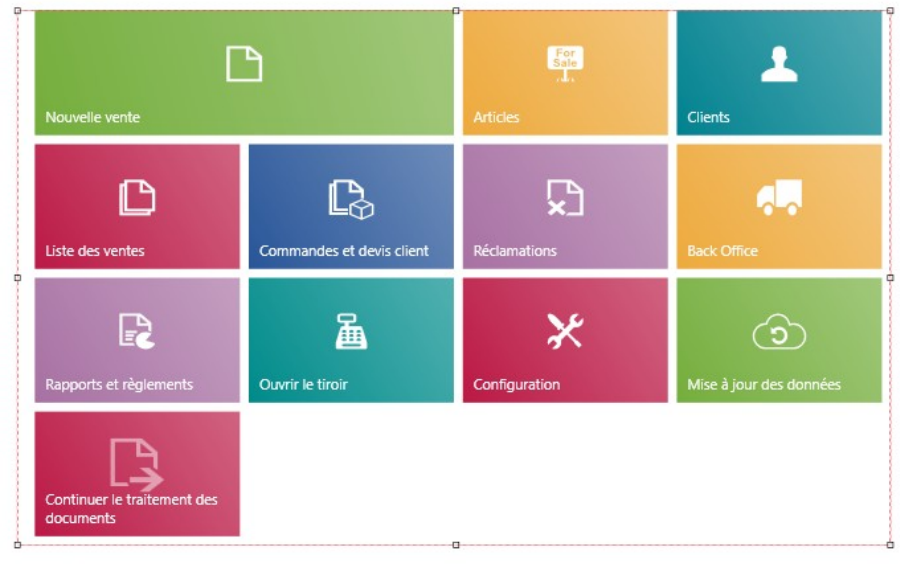 For
Sale
Nouvelle vente
Articles
Clients
Liste des ventes
Commandes et devis client
Réclamations
Back Office
Rapports et règlements
Ouvrir le tiroir
Configuration
Mise à jour des données
Continuer le traitement des
documents